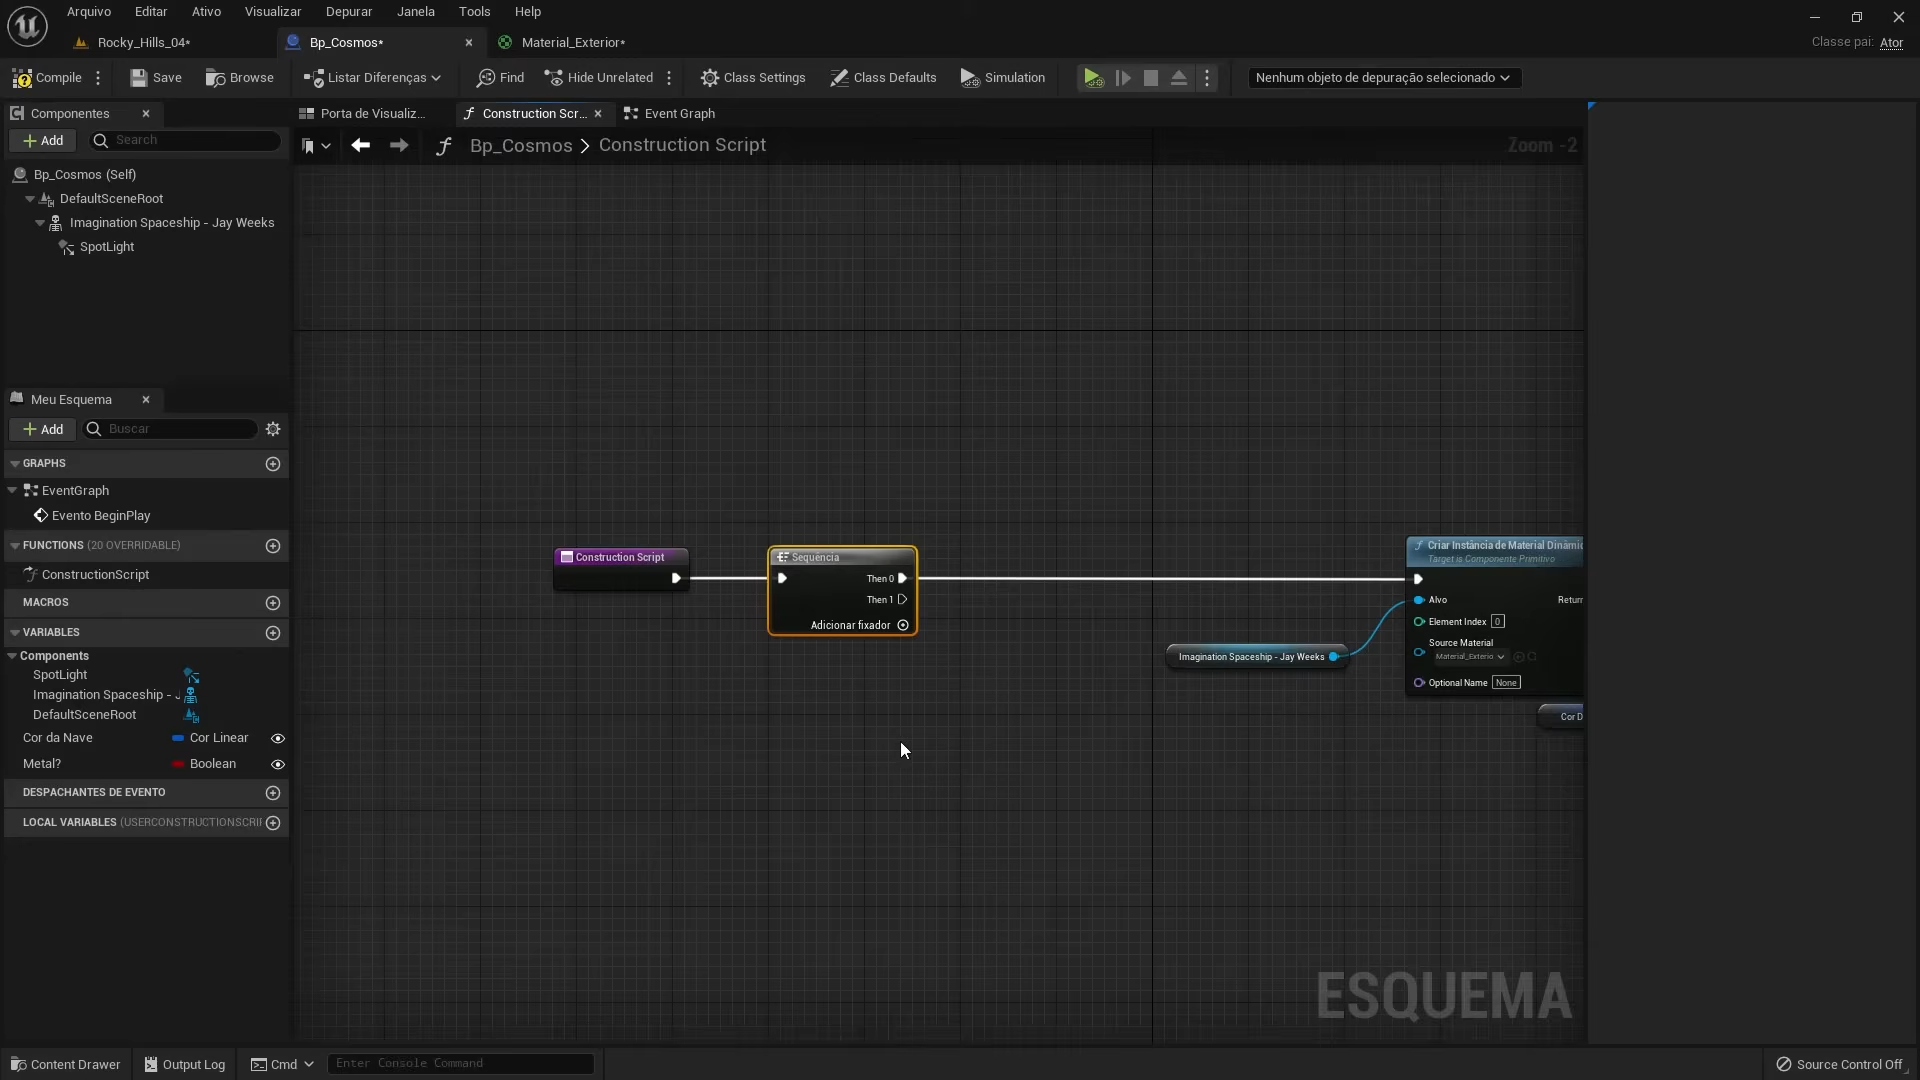 Arquivo Editar Ativo Visualizar Depurar Janela Tools Help
Rocky_Hills_04* Bp_Cosmos* Material_Exterior*
Classe pai: Ator
Compile Save Browse Listar Diferenças Find Hide Unrelated Class Settings Class Defaults Simulation Nenhum objeto de depuração selecionado
Componentes
Porta de Visualiz... Construction Scr... Event Graph
Add Search
Bp_Cosmos > Construction Script
Zoom -2
Bp_Cosmos (Self)
DefaultSceneRoot
Imagination Spaceship - Jay Weeks
SpotLight
Meu Esquema
Add Buscar
GRAPHS
EventGraph
Evento BeginPlay
FUNCTIONS (20 OVERRIDABLE)
ConstructionScript
MACROS
VARIABLES
Components
SpotLight
Imagination Spaceship - J
DefaultSceneRoot
Cor da Nave Cor Linear
Metal? Boolean
DESPACHANTES DE EVENTO
LOCAL VARIABLES (USERCONSTRUCTIONSCRIP
Construction Script
Sequência
Then 0
Then 1
Adicionar fixador
Imagination Spaceship - Jay Weeks
Criar Instância de Material Dinâmic
Target is Componente Primitivo
Alvo Return
Element Index 0
Source Material
Material_Exterio
Optional Name None
Cor D
ESQUEMA
Content Drawer Output Log Cmd Enter Console Command Source Control Off